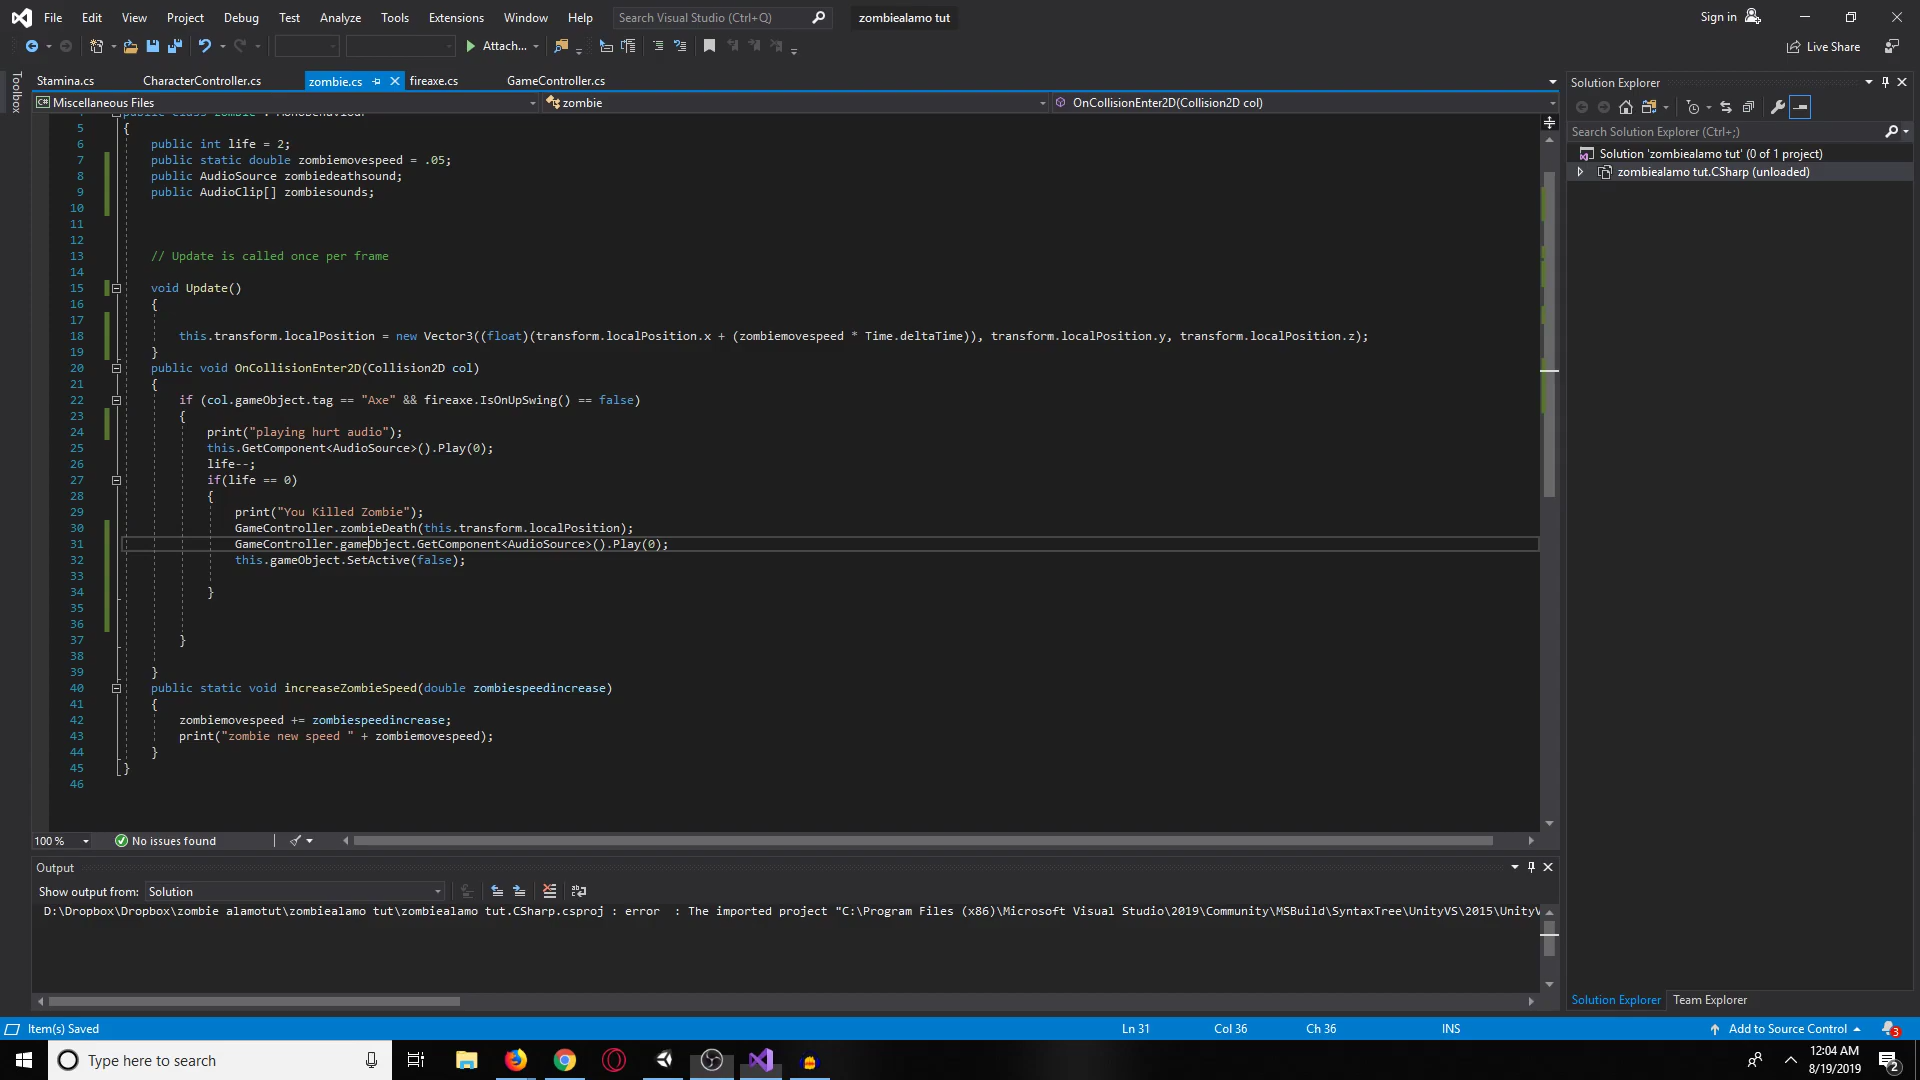 File Edit View Project Debug Test Analyze Tools Extensions Window Help Search Visual Studio (Ctrl+Q) zombiealamo tut Sign in
Attach... Live Share
Toolbox
Stamina.cs CharacterController.cs zombie.cs fireaxe.cs GameController.cs
Miscellaneous Files zombie OnCollisionEnter2D(Collision2D col)
5 {
6 public int life = 2;
7 public static double zombiemovespeed = .05;
8 public AudioSource zombiedeathsound;
9 public AudioClip[] zombiesounds;
10
11
12
13 // Update is called once per frame
14
15 void Update()
16 {
17
18 this.transform.localPosition = new Vector3((float)(transform.localPosition.x + (zombiemovespeed * Time.deltaTime)), transform.localPosition.y, transform.localPosition.z);
19 }
20 public void OnCollisionEnter2D(Collision2D col)
21 {
22 if (col.gameObject.tag == "Axe" && fireaxe.IsOnUpSwing() == false)
23 {
24 print("playing hurt audio");
25 this.GetComponent<AudioSource>().Play(0);
26 life--;
27 if(life == 0)
28 {
29 print("You Killed Zombie");
30 GameController.zombieDeath(this.transform.localPosition);
31 GameController.gameObject.GetComponent<AudioSource>().Play(0);
32 this.gameObject.SetActive(false);
33
34 }
35
36
37 }
38
39 }
40 public static void increaseZombieSpeed(double zombiespeedincrease)
41 {
42 zombiemovespeed += zombiespeedincrease;
43 print("zombie new speed " + zombiemovespeed);
44 }
45 }
46
100 % No issues found
Output
Show output from: Solution
D:\Dropbox\Dropbox\zombie alamotut\zombiealamo tut\zombiealamo tut.CSharp.csproj : error : The imported project "C:\Program Files (x86)\Microsoft Visual Studio\2019\Community\MSBuild\SyntaxTree\UnityVS\2015\UnityV
Solution Explorer
Search Solution Explorer (Ctrl+;)
Solution 'zombiealamo tut' (0 of 1 project)
zombiealamo tut.CSharp (unloaded)
Solution Explorer Team Explorer
Item(s) Saved Ln 31 Col 36 Ch 36 INS Add to Source Control 3
Type here to search
12:04 AM
8/19/2019
2